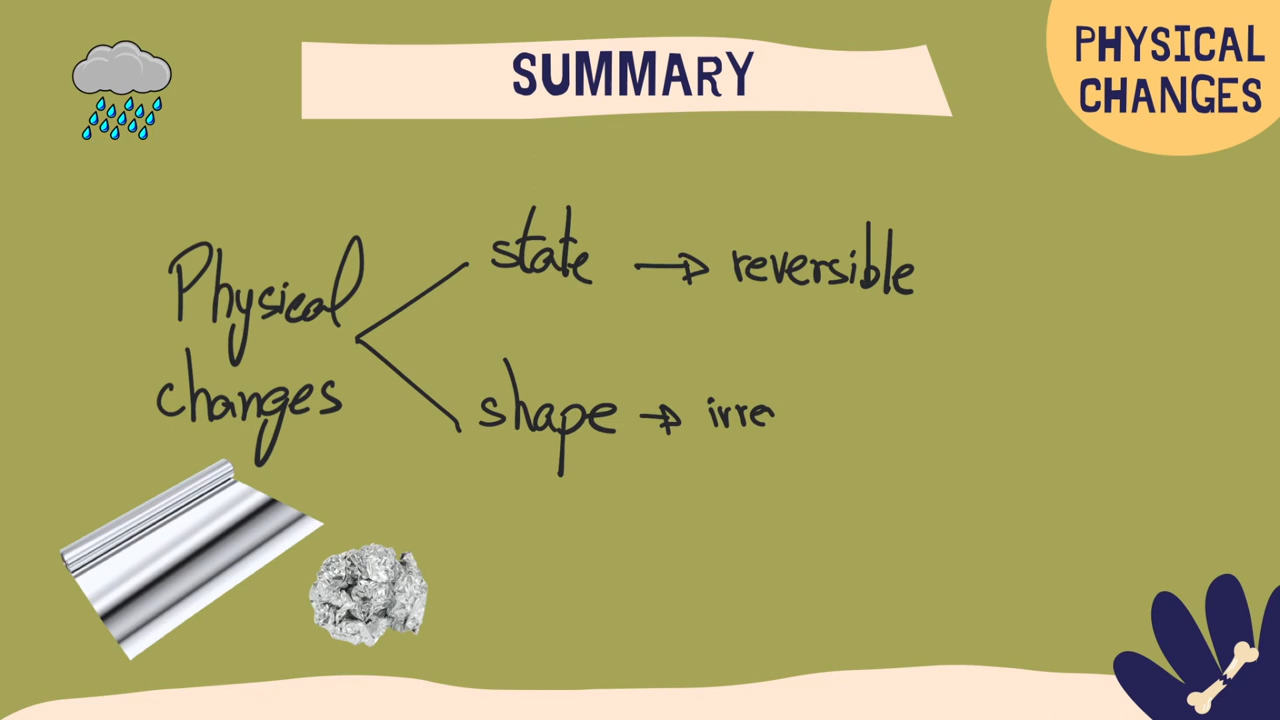 SUMMARY
PHYSICAL
CHANGES
Physical
changes
state → reversible
shape → irre